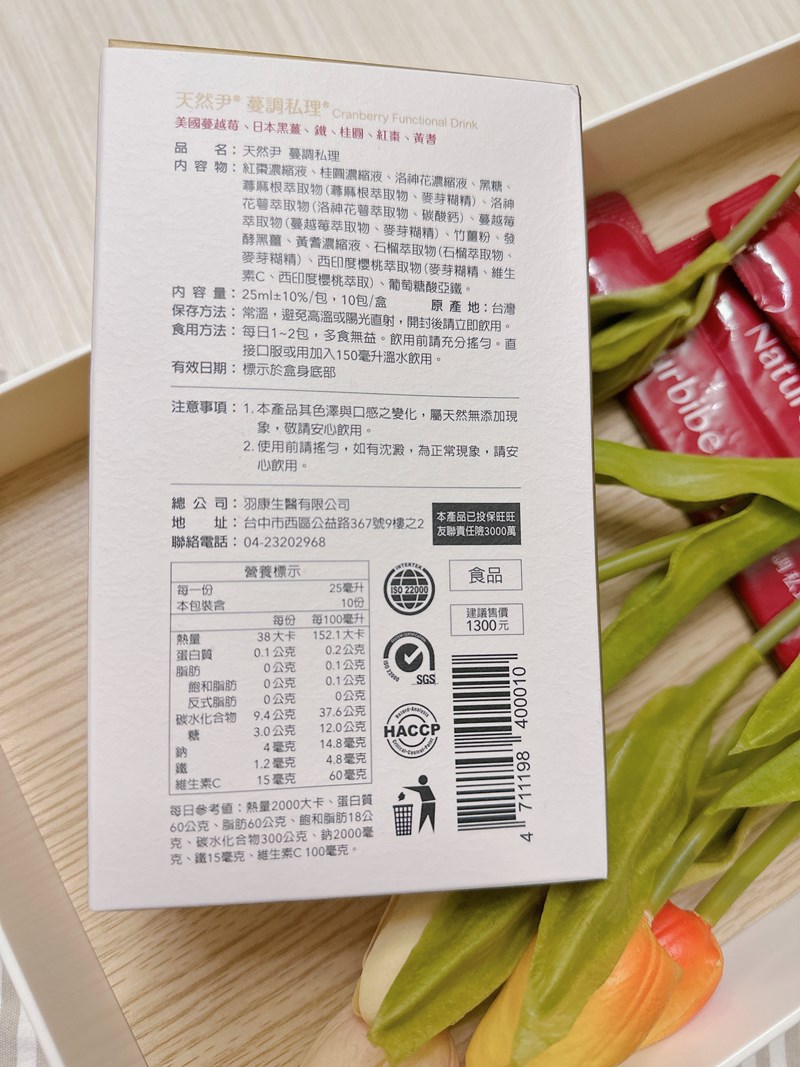 天然尹® 蔓調私理® Cranberry Functional Drink
美國蔓越莓、日本黑薑、鐵、桂圓、紅棗、黃耆
品　　名：天然尹 蔓調私理
內 容 物：紅棗濃縮液、桂圓濃縮液、洛神花濃縮液、黑糖、
蕁麻根萃取物(蕁麻根萃取物、麥芽糊精)、洛神
花萼萃取物(洛神花萼萃取物、碳酸鈣)、蔓越莓
萃取物(蔓越莓萃取物、麥芽糊精)、竹薑粉、發
酵黑薑、黃耆濃縮液、石榴萃取物(石榴萃取物、
麥芽糊精)、西印度櫻桃萃取物(麥芽糊精、維生
素C、西印度櫻桃萃取)、葡萄糖酸亞鐵。
內 容 量：25ml±10%/包，10包/盒　原 產 地：台灣
保存方法：常溫，避免高溫或陽光直射，開封後請立即飲用。
食用方法：每日1~2包，多食無益。飲用前請充分搖勻。直
接口服或用加入150毫升溫水飲用。
有效日期：標示於盒身底部
注意事項：1. 本產品其色澤與口感之變化，屬天然無添加現
象，敬請安心飲用。
2. 使用前請搖勻，如有沈澱，為正常現象，請安
心飲用。
總 公 司：羽康生醫有限公司
地　　址：台中市西區公益路367號9樓之2
聯絡電話：04-23202968
本產品已投保旺旺
友聯責任險3000萬
營養標示
每一份 25毫升
本包裝含 10份
每份 每100毫升
熱量 38大卡 152.1大卡
蛋白質 0.1公克 0.2公克
脂肪 0公克 0.1公克
飽和脂肪 0公克 0.1公克
反式脂肪 0公克 0公克
碳水化合物 9.4公克 37.6公克
糖 3.0公克 12.0公克
鈉 4毫克 14.8毫克
鐵 1.2毫克 4.8毫克
維生素C 15毫克 60毫克
每日參考值：熱量2000大卡、蛋白質
60公克、脂肪60公克、飽和脂肪18公
克、碳水化合物300公克、鈉2000毫
克、鐵15毫克、維生素C 100毫克。
INTERTEK
ISO 22000
食品
建議售價
1300元
ISO 22000
SGS
Hazard-Analysis
HACCP
Critical-Control-Point
4 711198 400010
Natur
urbibe